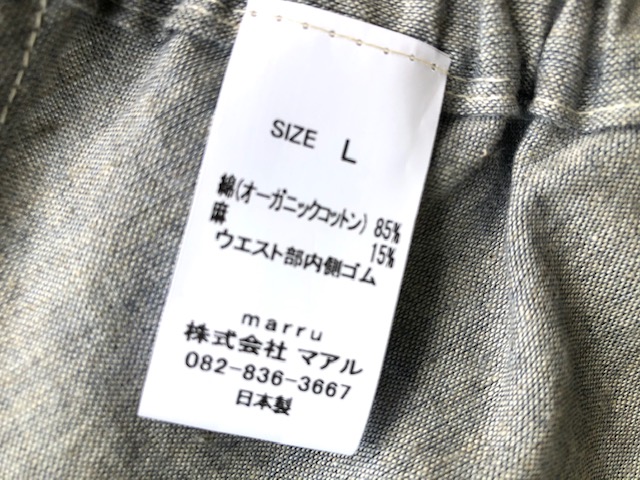 SIZE L
綿(オーガニックコットン) 85%
麻 15%
ウエスト部内側ゴム
marru
株式会社 マアル
082-836-3667
日本製